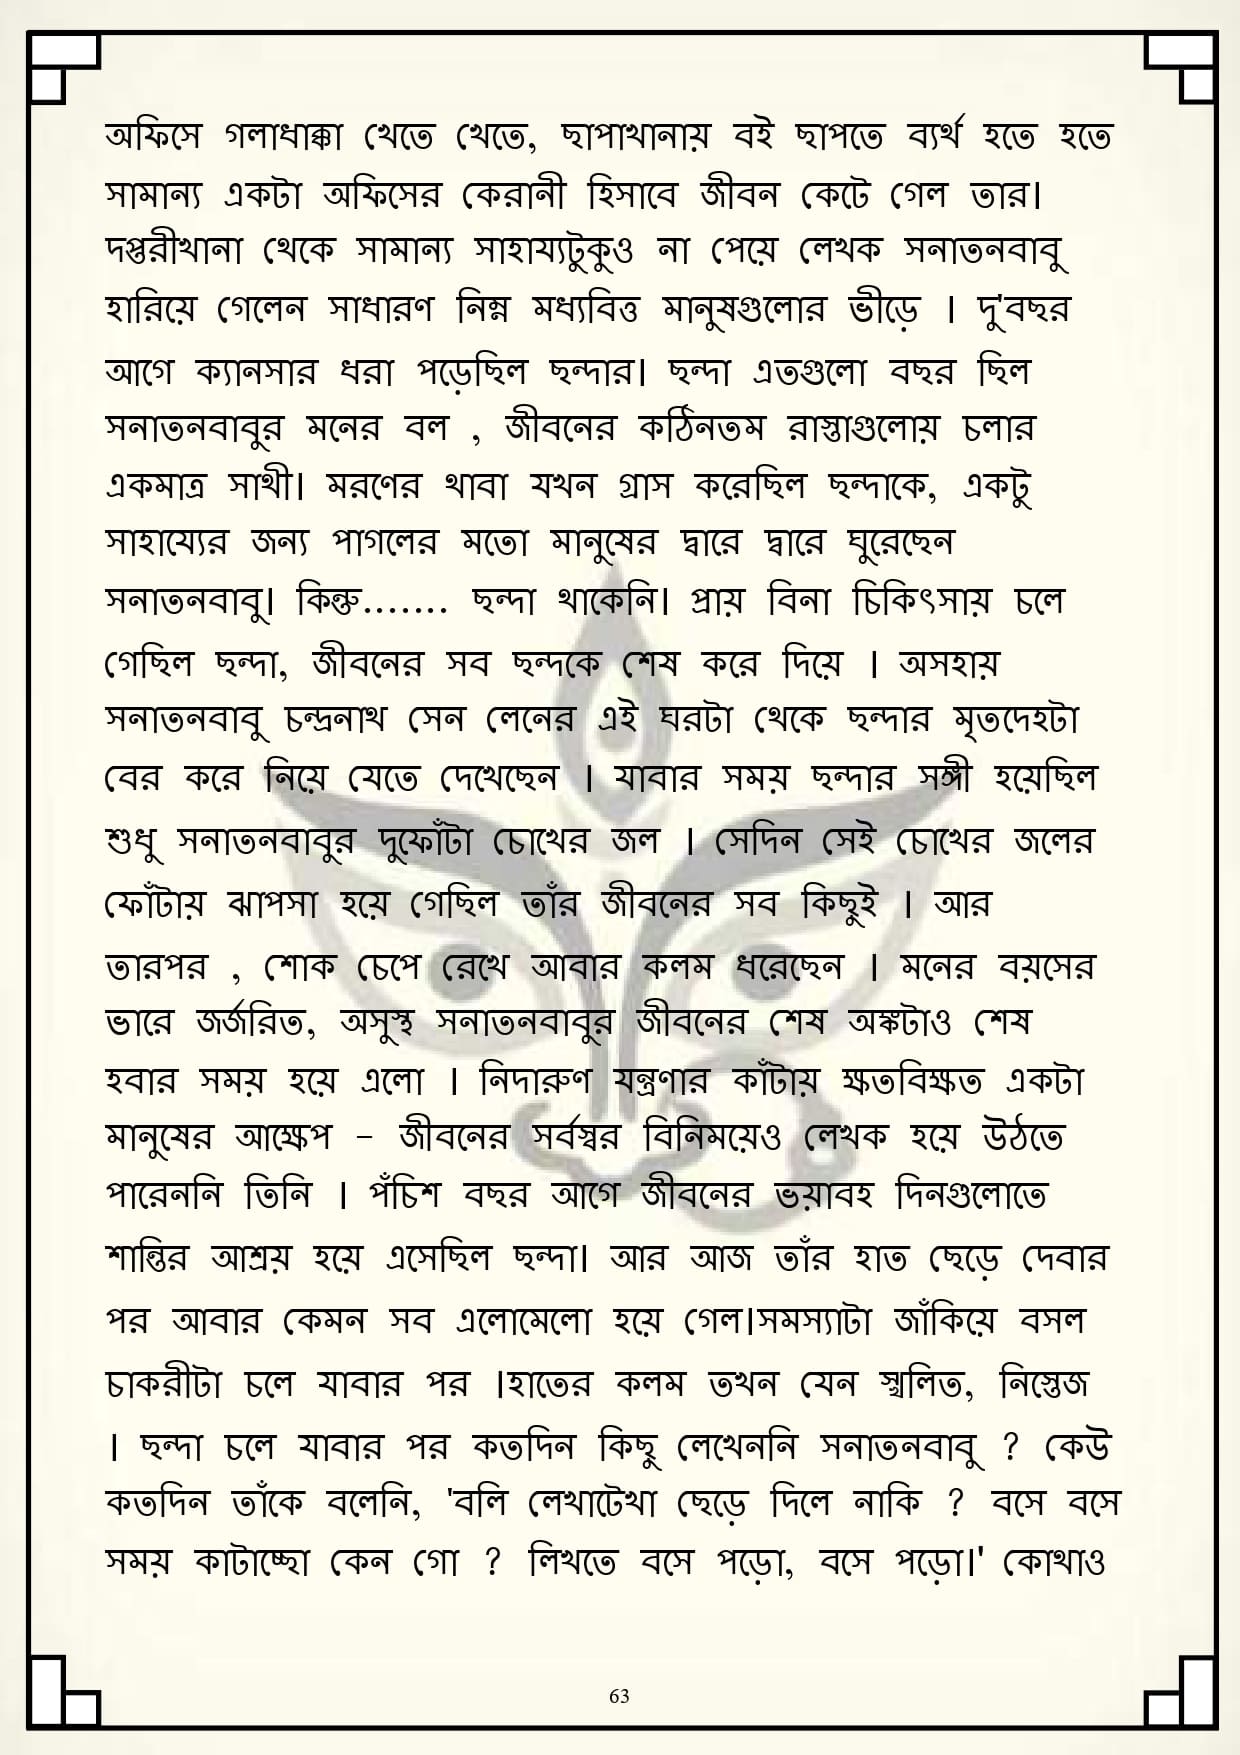 অফিসে গলাধাক্কা খেতে খেতে, ছাপাখানায় বই ছাপতে ব্যর্থ হতে হতে
সামান্য একটা অফিসের কেরানী হিসাবে জীবন কেটে গেল তার।
দপ্তরীখানা থেকে সামান্য সাহায্যটুকুও না পেয়ে লেখক সনাতনবাবু
হারিয়ে গেলেন সাধারণ নিম্ন মধ্যবিত্ত মানুষগুলোর ভীড়ে । দু'বছর
আগে ক্যানসার ধরা পড়েছিল ছন্দার। ছন্দা এতগুলো বছর ছিল
সনাতনবাবুর মনের বল , জীবনের কঠিনতম রাস্তাগুলোয় চলার
একমাত্র সাথী। মরণের থাবা যখন গ্রাস করেছিল ছন্দাকে, একটু
সাহায্যের জন্য পাগলের মতো মানুষের দ্বারে দ্বারে ঘুরেছেন
সনাতনবাবু। কিন্তু....... ছন্দা থাকেনি। প্রায় বিনা চিকিৎসায় চলে
গেছিল ছন্দা, জীবনের সব ছন্দকে শেষ করে দিয়ে । অসহায়
সনাতনবাবু চন্দ্রনাথ সেন লেনের এই ঘরটা থেকে ছন্দার মৃতদেহটা
বের করে নিয়ে যেতে দেখেছেন । যাবার সময় ছন্দার সঙ্গী হয়েছিল
শুধু সনাতনবাবুর দুফোঁটা চোখের জল । সেদিন সেই চোখের জলের
ফোঁটায় ঝাপসা হয়ে গেছিল তাঁর জীবনের সব কিছুই । আর
তারপর , শোক চেপে রেখে আবার কলম ধরেছেন । মনের বয়সের
ভারে জর্জরিত, অসুস্থ সনাতনবাবুর জীবনের শেষ অঙ্কটাও শেষ
হবার সময় হয়ে এলো । নিদারুণ যন্ত্রণার কাঁটায় ক্ষতবিক্ষত একটা
মানুষের আক্ষেপ – জীবনের সর্বস্বর বিনিময়েও লেখক হয়ে উঠতে
পারেননি তিনি । পঁচিশ বছর আগে জীবনের ভয়াবহ দিনগুলোতে
শান্তির আশ্রয় হয়ে এসেছিল ছন্দা। আর আজ তাঁর হাত ছেড়ে দেবার
পর আবার কেমন সব এলোমেলো হয়ে গেল।সমস্যাটা জাঁকিয়ে বসল
চাকরীটা চলে যাবার পর ।হাতের কলম তখন যেন স্খলিত, নিস্তেজ
। ছন্দা চলে যাবার পর কতদিন কিছু লেখেননি সনাতনবাবু ? কেউ
কতদিন তাঁকে বলেনি, 'বলি লেখাটেখা ছেড়ে দিলে নাকি ? বসে বসে
সময় কাটাচ্ছো কেন গো ? লিখতে বসে পড়ো, বসে পড়ো।' কোথাও
63